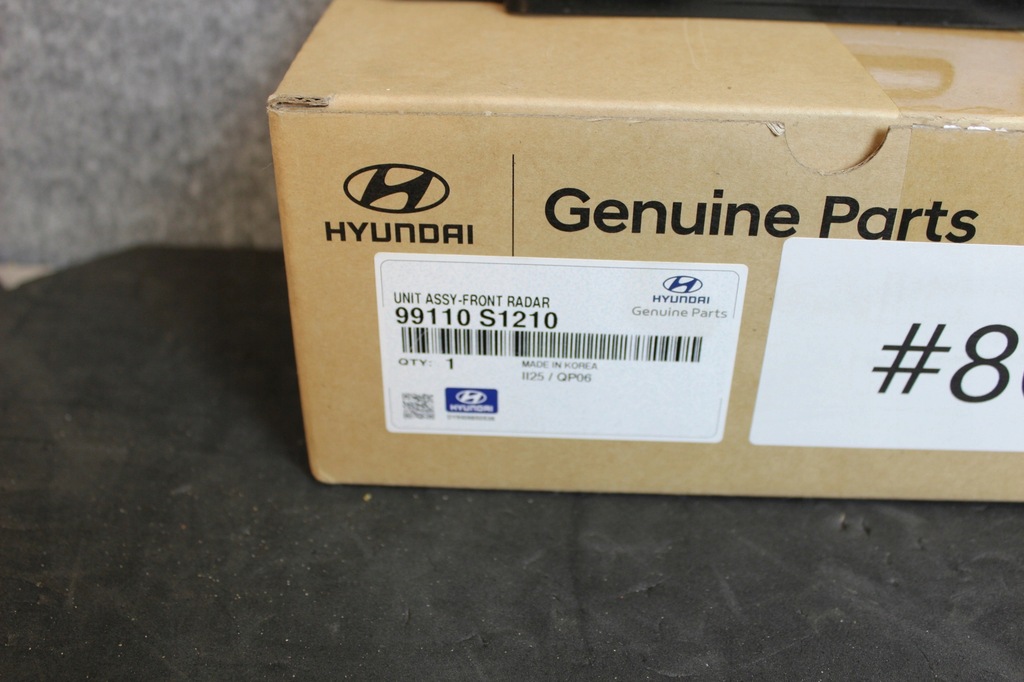 HYUNDAI
Genuine Parts
UNIT ASSY-FRONT RADAR
99110 S1210
HYUNDAI
Genuine Parts
QTY: 1
MADE IN KOREA
II25 / QP06
HYUNDAI